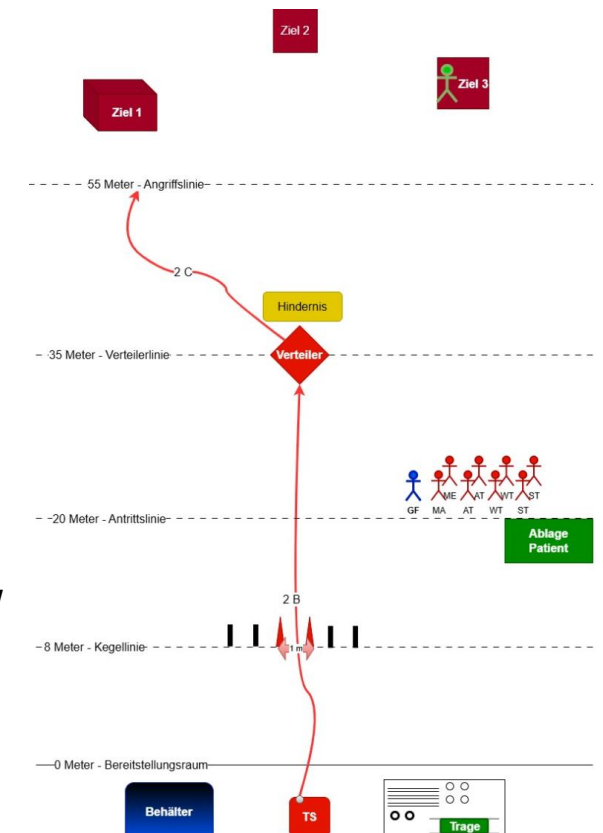 Ziel 2
Ziel 3
Ziel 1
55 Meter - Angriffslinie
2 C
Hindernis
35 Meter - Verteilerlinie
Verteiler
ME AT WT ST
GF MA AT WT ST
20 Meter - Antrittslinie
Ablage
Patient
2 B
8 Meter - Kegellinie
1 m
0 Meter - Bereitstellungsraum
Behälter
TS
Trage